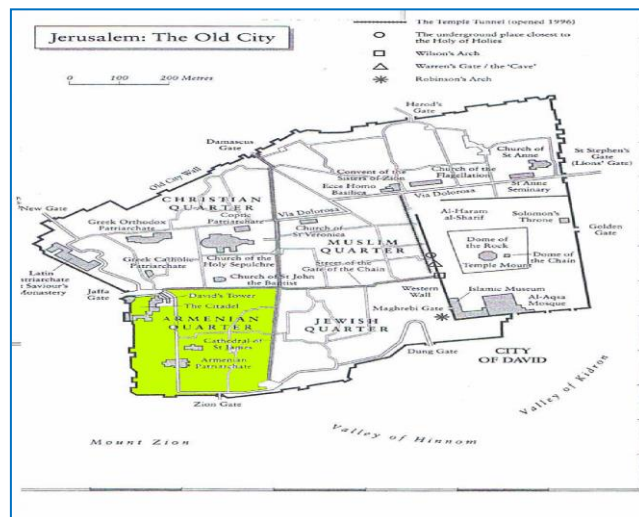 Jerusalem: The Old City
0 100 200 Metres
The Temple Tunnel (opened 1996)
The underground place closest to
the Holy of Holies
Wilson's Arch
Warren's Gate / the 'Cave'
Robinson's Arch
Herod's
Gate
Damascus
Gate
Old City Wall
New Gate
CHRISTIAN
QUARTER
Greek Orthodox
Patriarchate
Coptic
Patriarchate
Via Dolorosa
Convent of the
Sisters of Zion
Ecce Homo
Basilica
Church of the
Flagellation
Via Dolorosa
Church of
St Anne
St Anne
Seminary
St Stephen's
Gate
(Lions' Gate)
Church of
St Veronica
MUSLIM
QUARTER
Street of the
Gate of the Chain
Al-Haram
al-Sharif
Solomon's
Throne
Golden
Gate
Dome of
the Rock
Temple Mount
Dome of
the Chain
Latin
atriarchate
Saviour's
Monastery
Jaffa
Gate
Greek Catholic
Patriarchate
Church of the
Holy Sepulchre
Church of St John
the Baptist
Western
Wall
Islamic Museum
Al-Aqsa
Mosque
Maghrebi Gate
David's Tower
The Citadel
ARMENIAN
QUARTER
Cathedral of
St James
Armenian
Patriarchate
JEWISH
QUARTER
Dung Gate
CITY
OF DAVID
Zion Gate
Mount Zion
Valley of Hinnom
Valley of Kidron